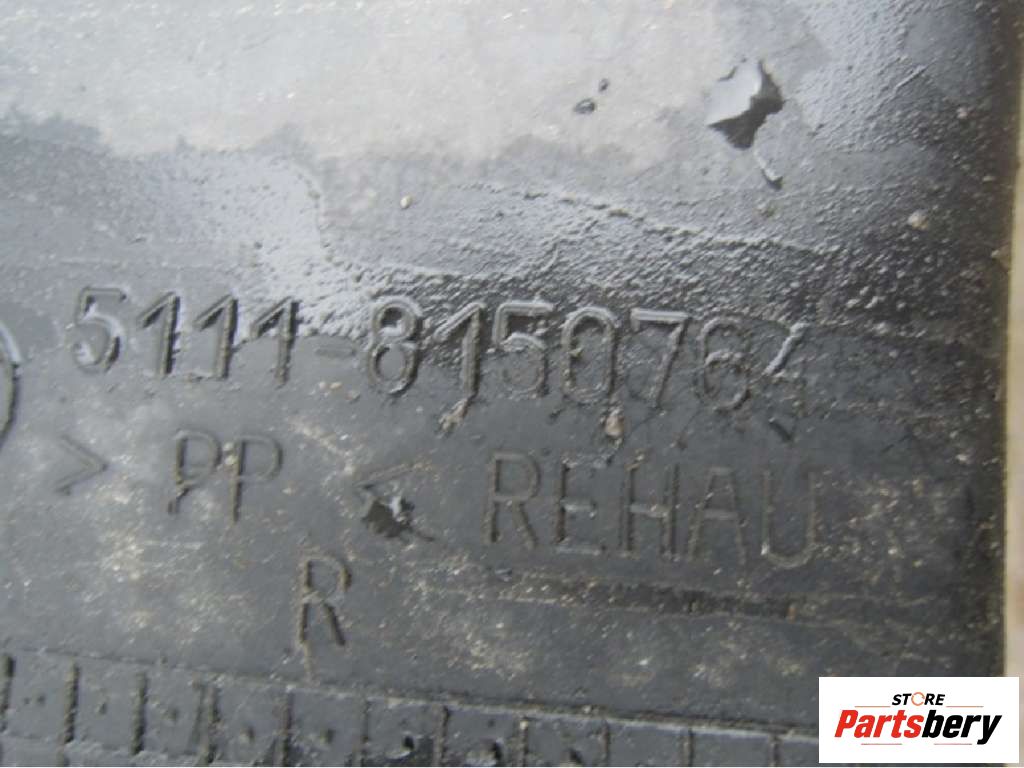 5111-8150764
> PP < REHAU
R
STORE
Partsbery